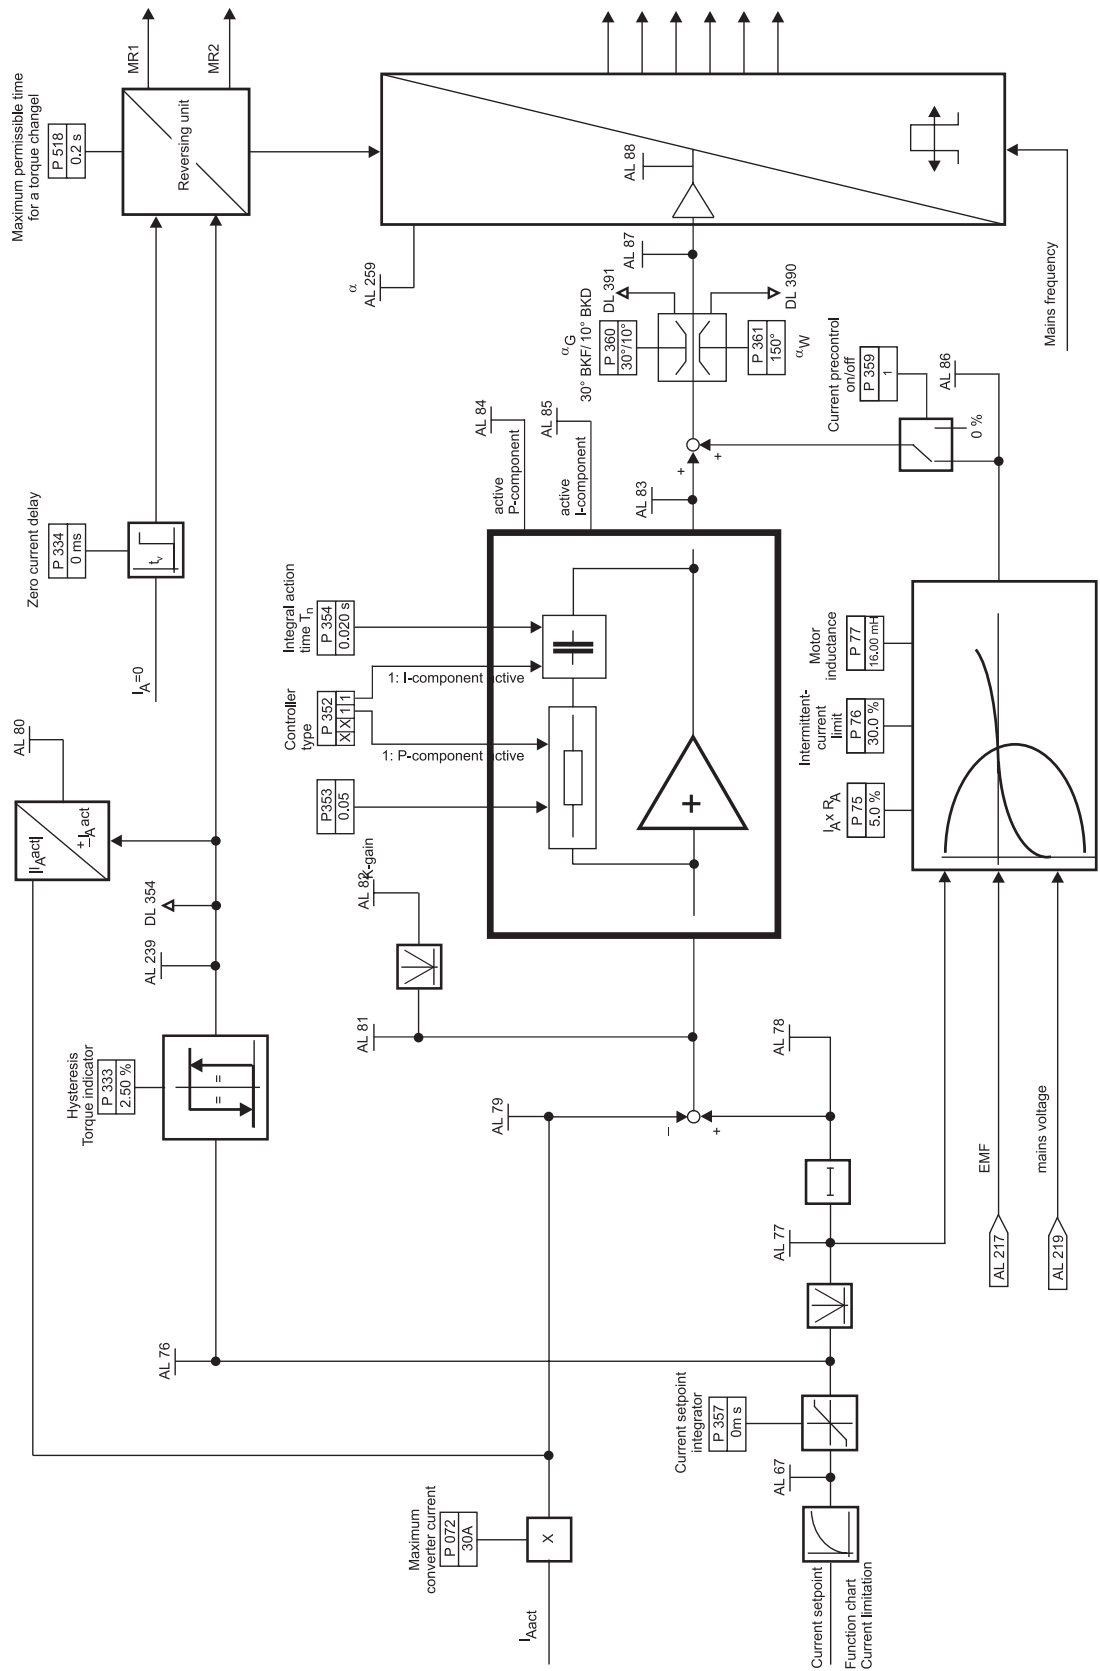 Maximum permissible time
for a torque changel
P 518
0.2 s
MR1
MR2
Reversing unit
Zero current delay
P 334
0 ms
tv
IA=0
AL 80
|IAact|
±IAact
DL 354
AL 239
Hysteresis
Torque indicator
P 333
2.50 %
=
=
AL 76
α
AL 259
AL 88
AL 87
DL 391
DL 390
αG
30° BKF/ 10° BKD
P 360
30°/10°
P 361
150°
αW
Mains frequency
Current precontrol
on/off
P 359
1
AL 86
0 %
AL 84
active
P-component
AL 85
active
I-component
AL 83
+
+
Integral action
time Tn
P 354
0.020 s
1: I-component active
Controller
type
P 352
X X 1 1
1: P-component active
P353
0.05
+
K-gain
AL 82
AL 81
Motor
inductance
P 77
16.00 mH
Intermittent-
current
limit
P 76
30.0 %
IA x RA
P 75
5.0 %
AL 79
–
+
AL 78
AL 77
EMF
AL 217
mains voltage
AL 219
Current setpoint
integrator
P 357
0m s
AL 67
Maximum
converter current
P 072
30A
X
IAact
Current setpoint
Function chart
Current limitation